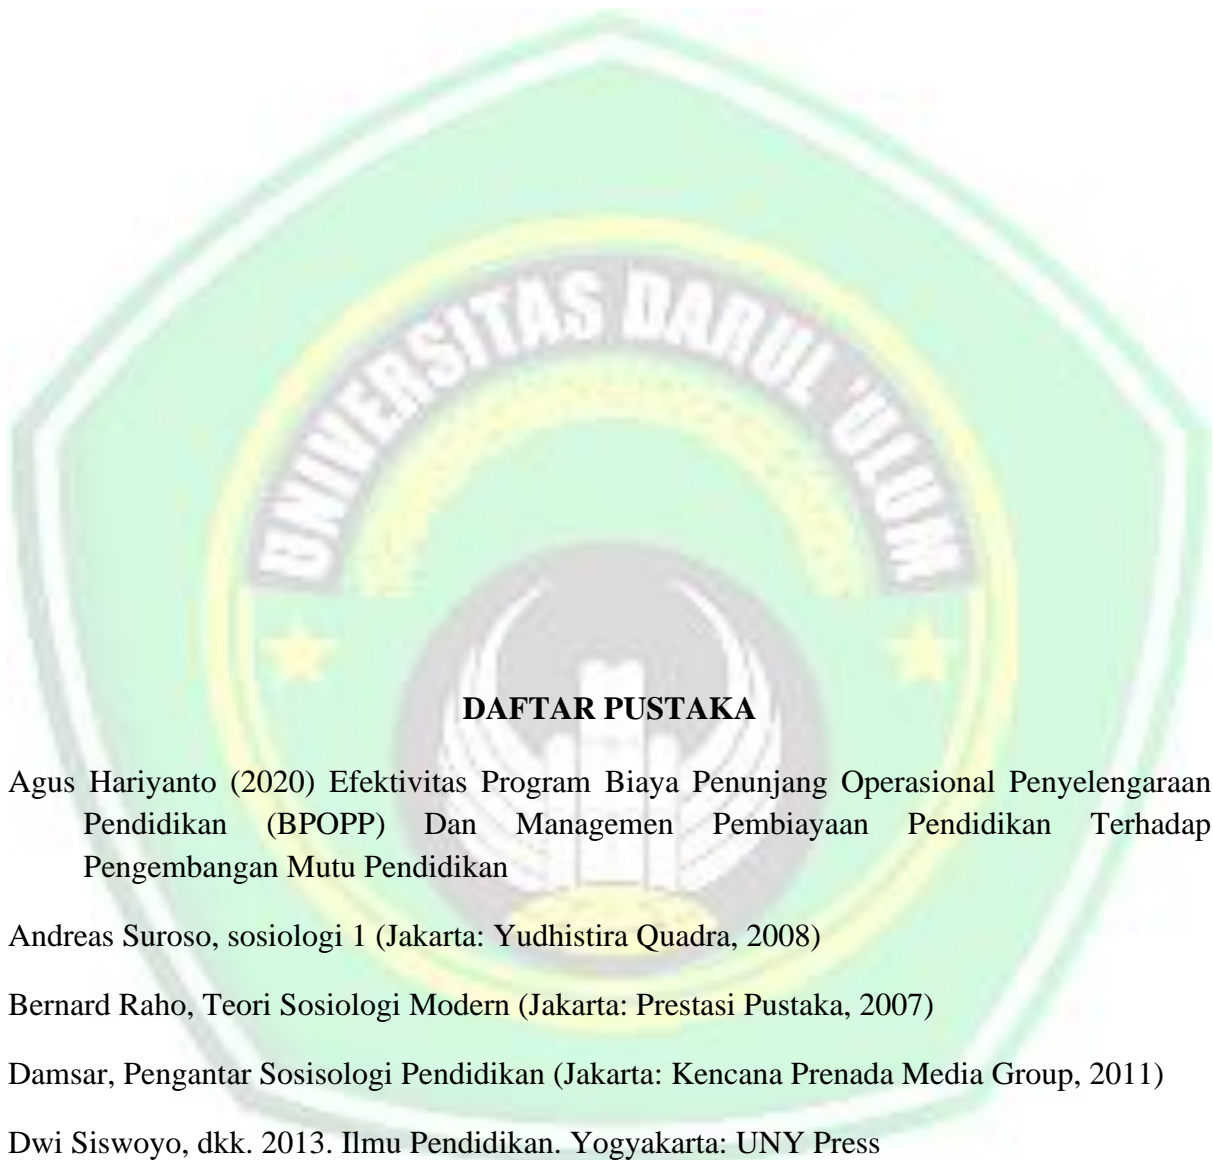 UNIVERSITAS DARUL 'ULUM
DAFTAR PUSTAKA
Agus Hariyanto (2020) Efektivitas Program Biaya Penunjang Operasional Penyelengaraan
Pendidikan (BPOPP) Dan Managemen Pembiayaan Pendidikan Terhadap
Pengembangan Mutu Pendidikan
Andreas Suroso, sosiologi 1 (Jakarta: Yudhistira Quadra, 2008)
Bernard Raho, Teori Sosiologi Modern (Jakarta: Prestasi Pustaka, 2007)
Damsar, Pengantar Sosisologi Pendidikan (Jakarta: Kencana Prenada Media Group, 2011)
Dwi Siswoyo, dkk. 2013. Ilmu Pendidikan. Yogyakarta: UNY Press